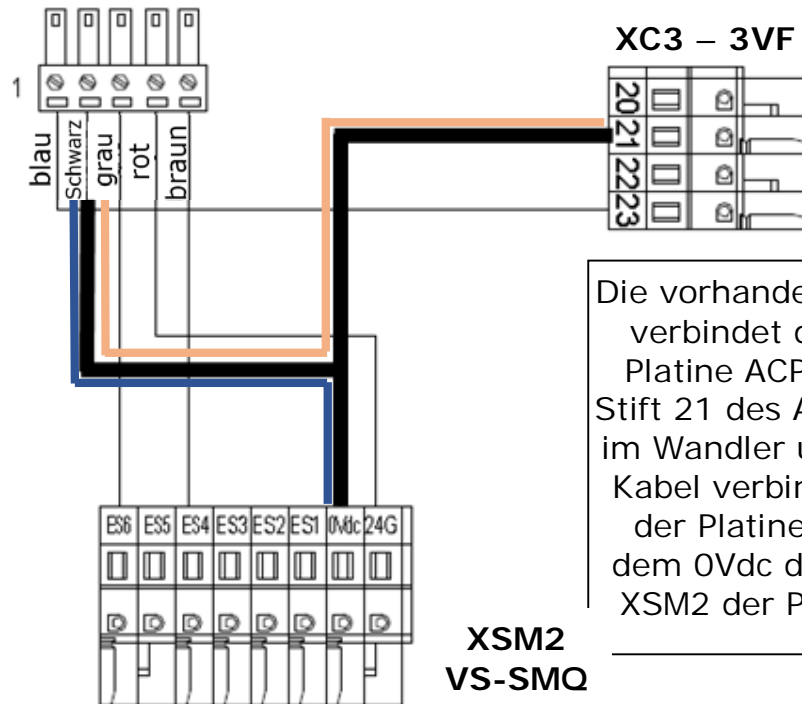 XC3 – 3VF
1
blau
Schwarz
grau
rot
braun
20
21
22
23
Die vorhande
verbindet d
Platine ACP
Stift 21 des A
im Wandler u
Kabel verbin
der Platine
dem 0Vdc d
XSM2 der P
ES6 ES5 ES4 ES3 ES2 ES1 0Vdc 24G
XSM2
VS-SMQ